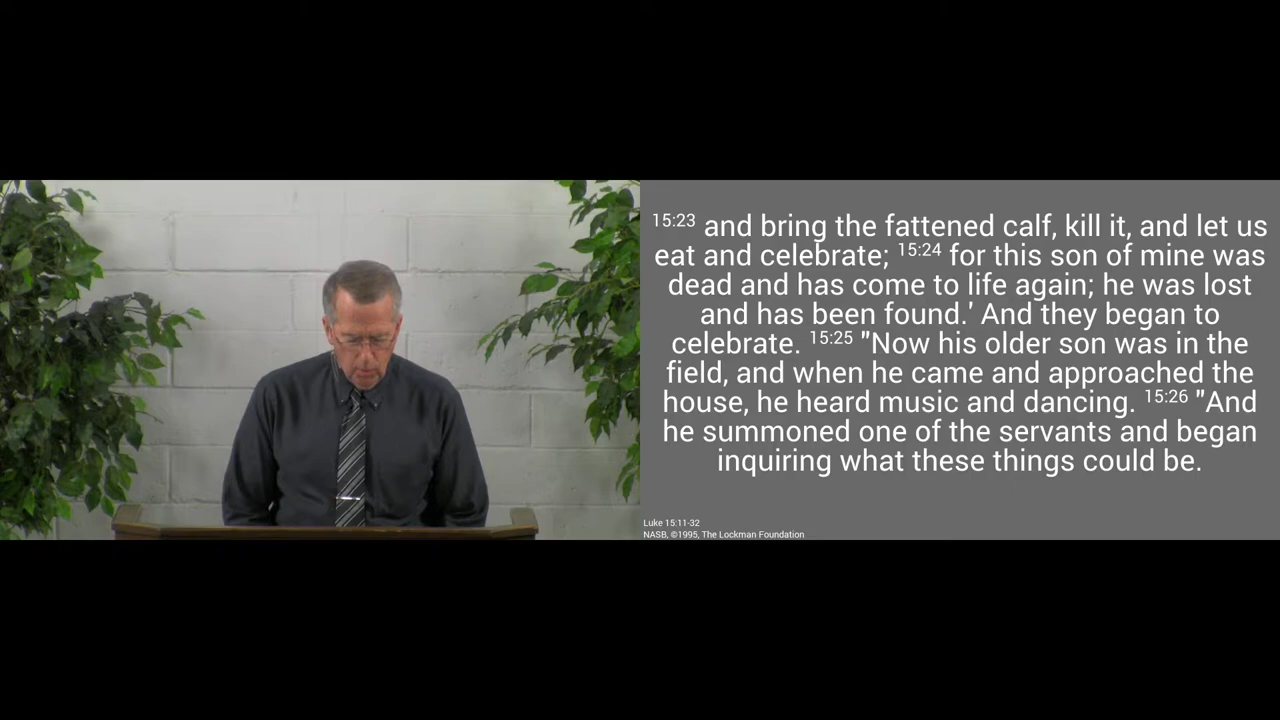 15:23 and bring the fattened calf, kill it, and let us
eat and celebrate; 15:24 for this son of mine was
dead and has come to life again; he was lost
and has been found.' And they began to
celebrate. 15:25 "Now his older son was in the
field, and when he came and approached the
house, he heard music and dancing. 15:26 "And
he summoned one of the servants and began
inquiring what these things could be.
Luke 15:11-32
NASB, ©1995, The Lockman Foundation